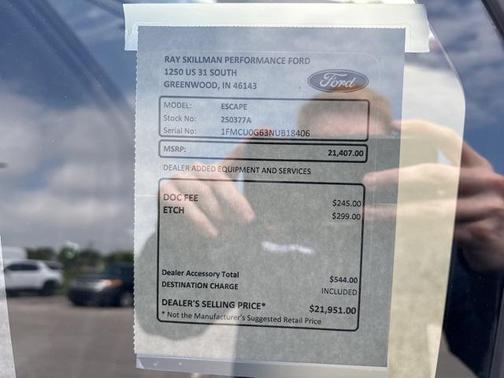 RAY SKILLMAN PERFORMANCE FORD
1250 US 31 SOUTH
GREENWOOD, IN 46143
Ford
MODEL: ESCAPE
Stock No: 250377A
Serial No: 1FMCU0G63NUB18406
MSRP: 21,407.00
DEALER ADDED EQUIPMENT AND SERVICES
DOC FEE $245.00
ETCH $299.00
Dealer Accessory Total $544.00
DESTINATION CHARGE INCLUDED
DEALER'S SELLING PRICE* $21,951.00
* Not the Manufacturer's Suggested Retail Price